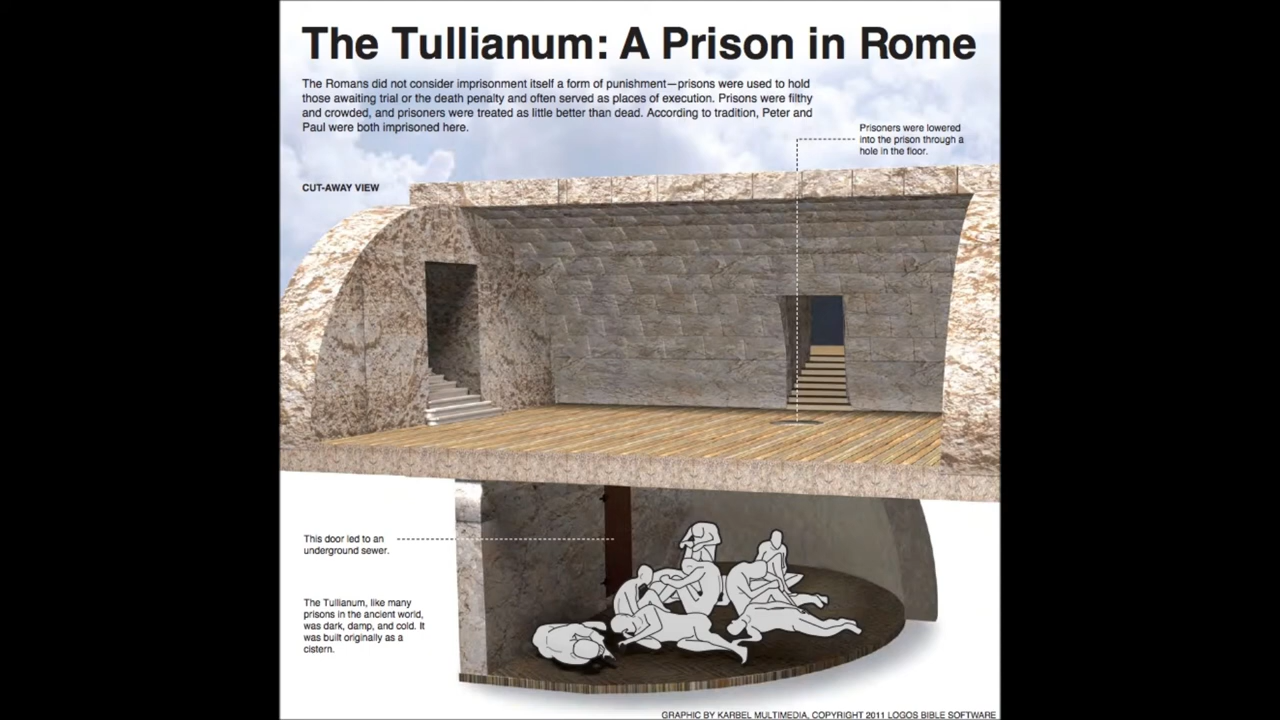 The Tullianum: A Prison in Rome
The Romans did not consider imprisonment itself a form of punishment—prisons were used to hold
those awaiting trial or the death penalty and often served as places of execution. Prisons were filthy
and crowded, and prisoners were treated as little better than dead. According to tradition, Peter and
Paul were both imprisoned here.
Prisoners were lowered
into the prison through a
hole in the floor.
CUT-AWAY VIEW
This door led to an
underground sewer.
The Tullianum, like many
prisons in the ancient world,
was dark, damp, and cold. It
was built originally as a
cistern.
GRAPHIC BY KARBEL MULTIMEDIA, COPYRIGHT 2011 LOGOS BIBLE SOFTWARE